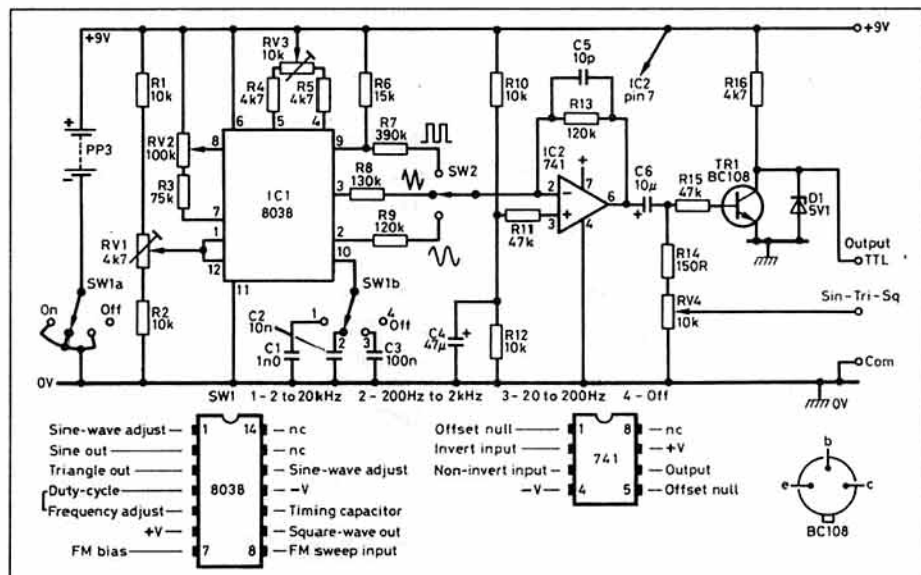 +9V
+9V
R1
10k
RV3
10k
R4
4k7
R5
4k7
R6
15k
R10
10k
C5
10p
IC2
pin 7
R16
4k7
+
PP3
-
RV2
100k
R3
75k
RV1
4k7
6
5
4
8
9
7
3
1
2
12
10
11
IC1
8038
R7
390k
R8
130k
R9
120k
SW2
R13
120k
IC2
741
+
7
2
-
+
3
6
4
R11
47k
C6
10µ
+
R15
47k
TR1
BC108
D1
5V1
Output
TTL
R14
150R
Sin-Tri-Sq
RV4
10k
SW1a
On
Off
R2
10k
SW1b
C2
10n
C1
1n0
1
2
3
4
Off
C3
100n
C4
47µ
+
R12
10k
Com
0V
0V
SW1 1-2 to 20kHz 2-200Hz to 2kHz 3-20 to 200Hz 4-Off
Sine-wave adjust 1 14 nc
Sine out nc
Triangle out Sine-wave adjust
Duty-cycle 8038 -V
Frequency adjust Timing capacitor
+V Square-wave out
FM bias 7 8 FM sweep input
Offset null 1 8 nc
Invert input 741 +V
Non-invert input Output
-V 4 5 Offset null
b
e
c
BC108